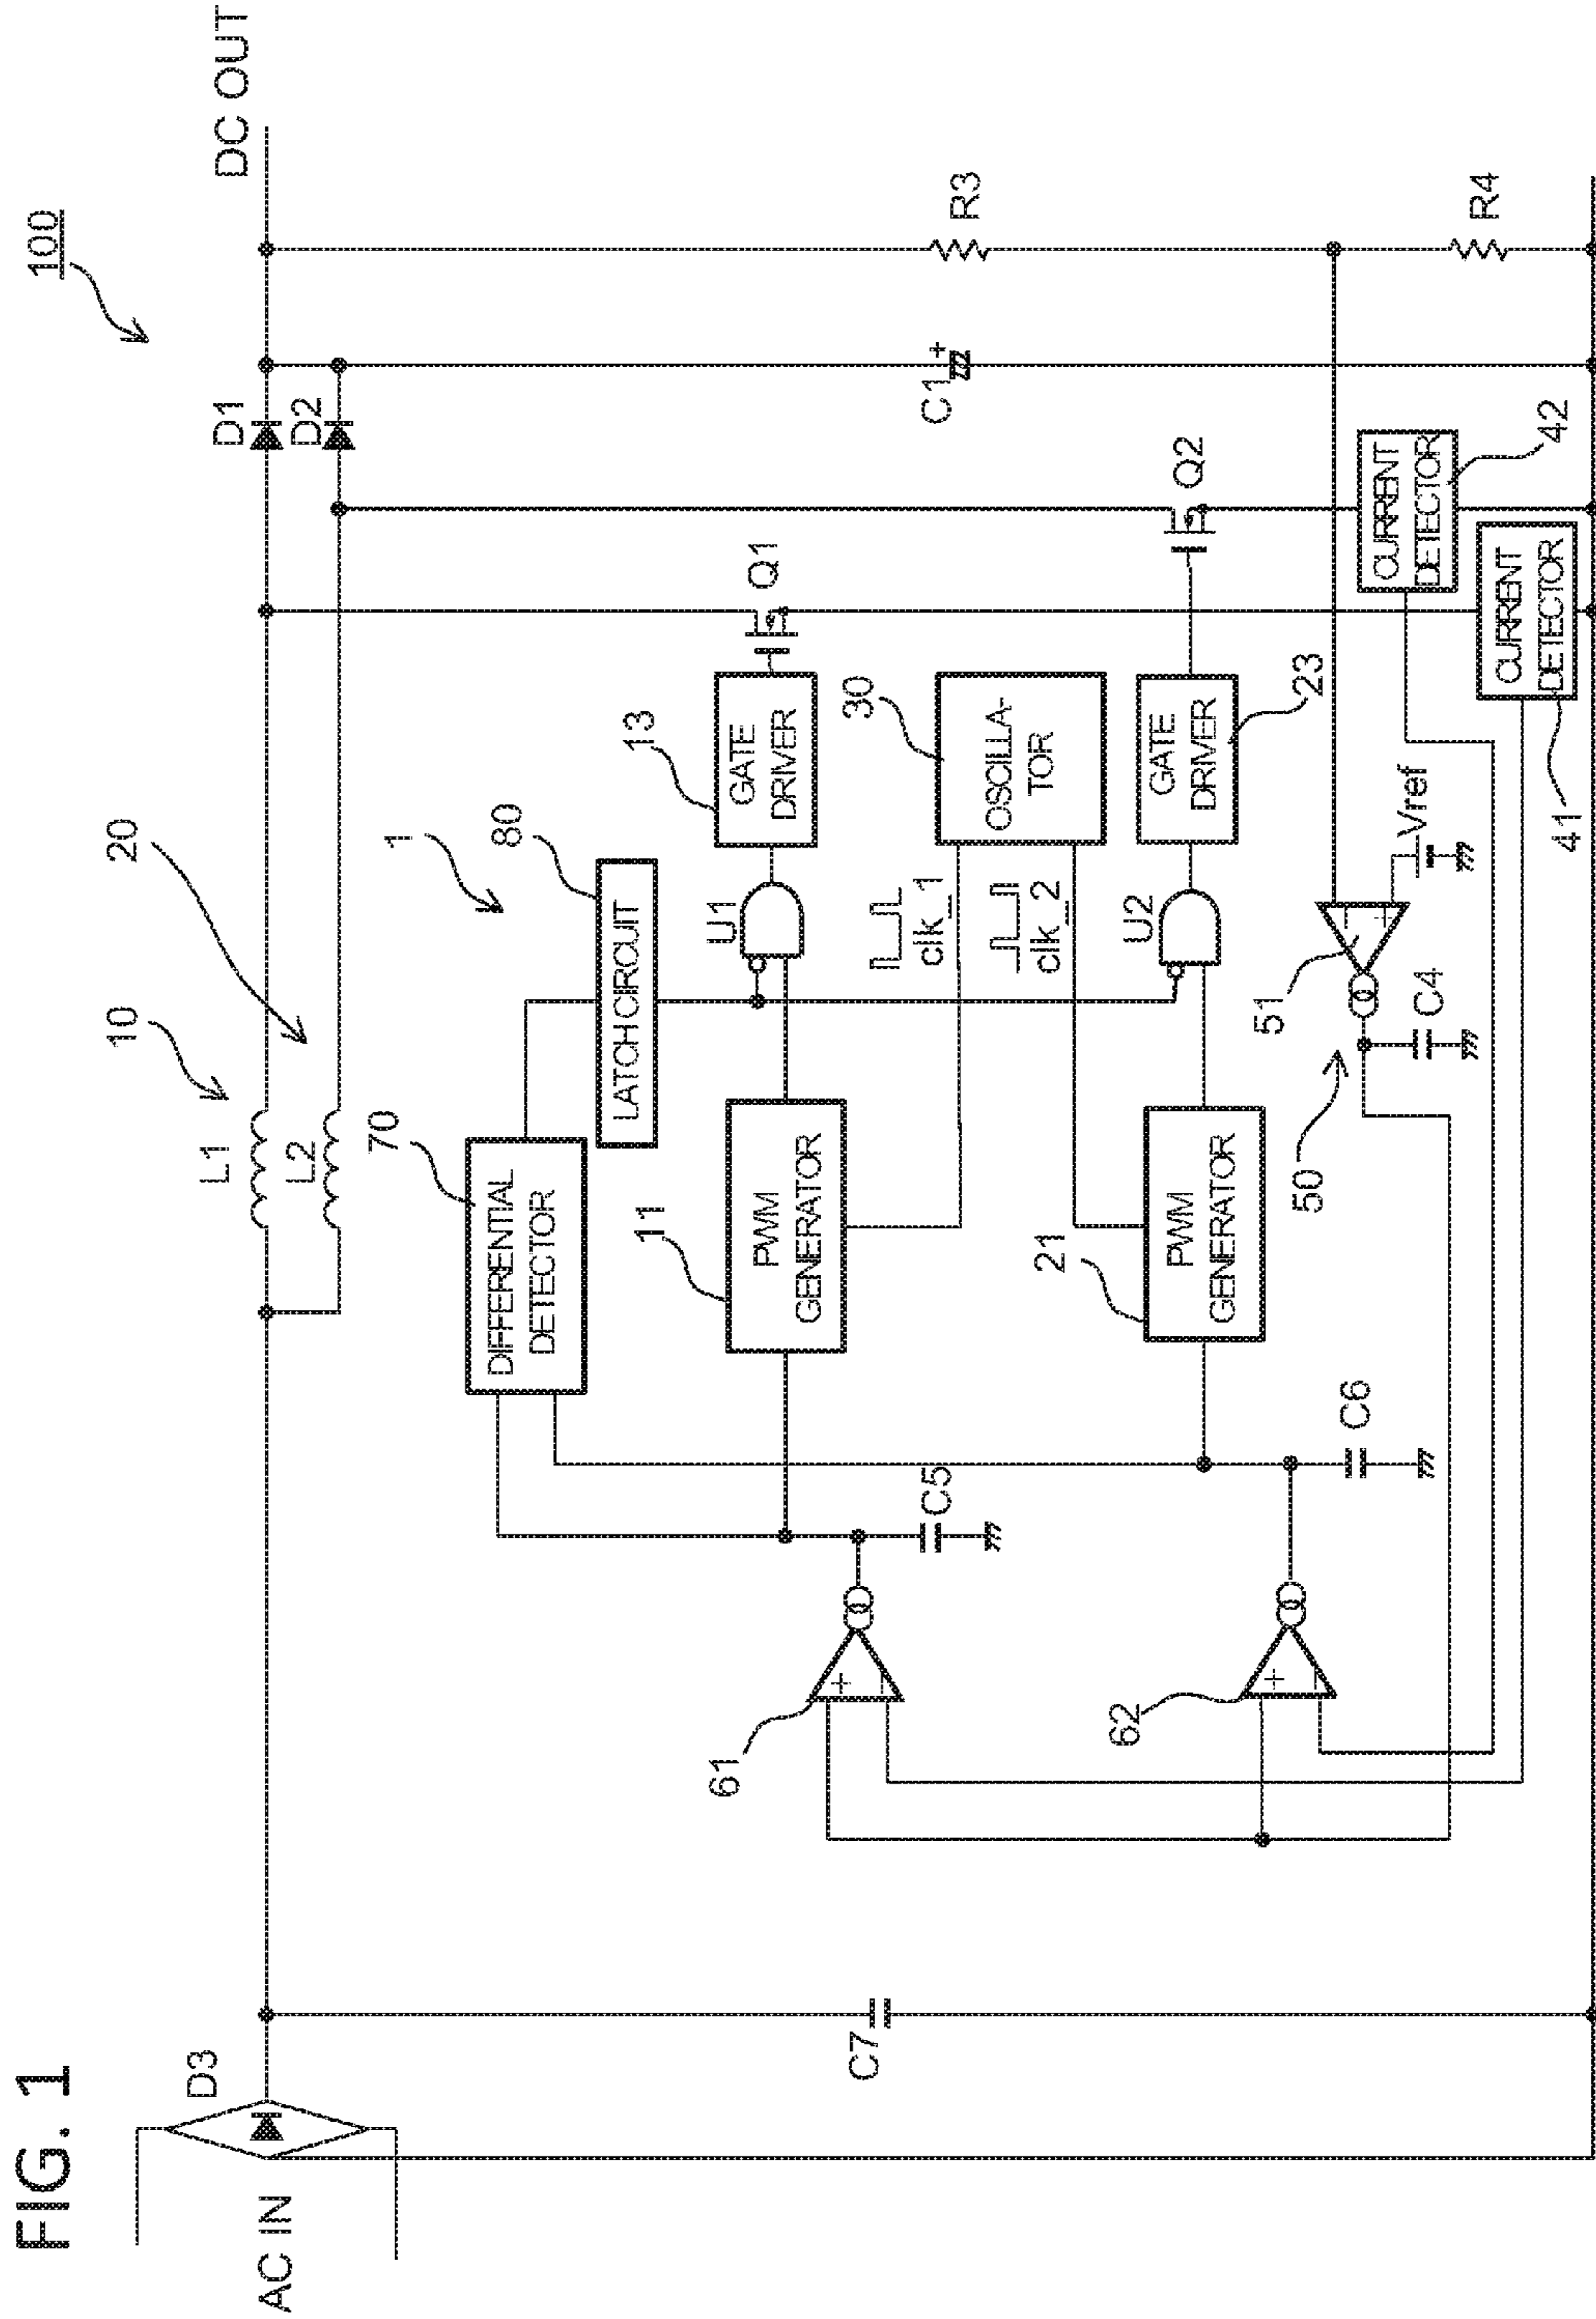 FIG. 1
100
AC IN
D3
DC OUT
L1
10
D1
L2
20
D2
70
DIFFERENTIAL
DETECTOR
80
LATCH CIRCUIT
1
11
PWM
GENERATOR
U1
13
GATE
DRIVER
Q1
61
+
−
C5
C7
clk_1
30
OSCILLA-
TOR
C1
+
R3
clk_2
21
PWM
GENERATOR
U2
GATE
DRIVER
23
Q2
62
+
−
C6
50
51
−
+
C4
Vref
CURRENT
DETECTOR
42
CURRENT
DETECTOR
41
R4